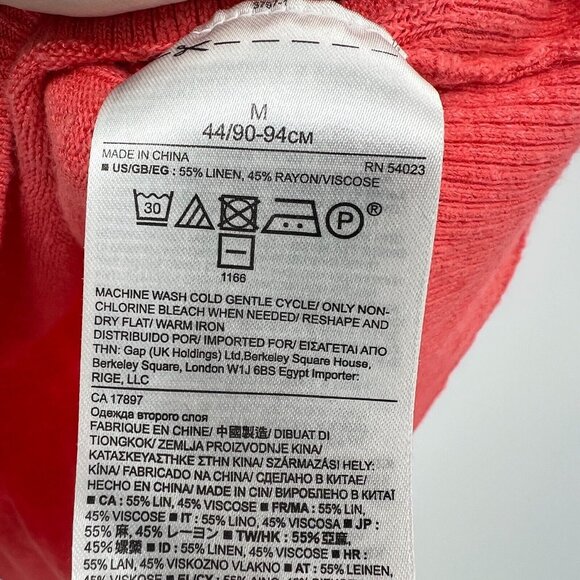 M
44/90-94CM
MADE IN CHINA RN 54023
■ US/GB/EG : 55% LINEN, 45% RAYON/VISCOSE
30 P ®
1166
MACHINE WASH COLD GENTLE CYCLE/ ONLY NON-
CHLORINE BLEACH WHEN NEEDED/ RESHAPE AND
DRY FLAT/ WARM IRON
DISTRIBUIDO POR/ IMPORTADO POR/ ΕΙΣΑΓΕΤΑΙ ΑΠΟ
ΤΗΝ: Gap (UK Holdings) Ltd,Berkeley Square House,
Berkeley Square, London W1J 6BS Egypt Importer:
RIGE, LLC
CA 17897
Одежда второго слоя
FABRIQUE EN CHINE/ 中國製造/ DIBUAT DI
TIONGKOK/ ZEMLJA PROIZVODNJE KINA/
ΚΑΤΑΣΚΕΥΑΣΤΗΚΕ ΣΤΗΝ ΚΙΝΑ/ SZÁRMAZÁSI HELY:
KÍNA/ FABRICADO NA CHINA/ СДЕЛАНО В КИТАЕ/
HECHO EN CHINA/ MADE IN CIN/ ВИРОБЛЕНО В КИТАЇ
■ CA : 55% LIN, 45% VISCOSE ■ FR/MA : 55% LIN,
45% VISCOSE ■ IT : 55% LINO, 45% VISCOSA ■ JP :
55% 麻, 45% レーヨン ■ TW/HK : 55% 亞麻,
45% 嫘縈 ■ ID : 55% LINEN, 45% VISCOSE ■ HR :
55% LAN, 45% VISKOZNO VLAKNO ■ AT : 55% LEINEN,
45% VISCOSE ■